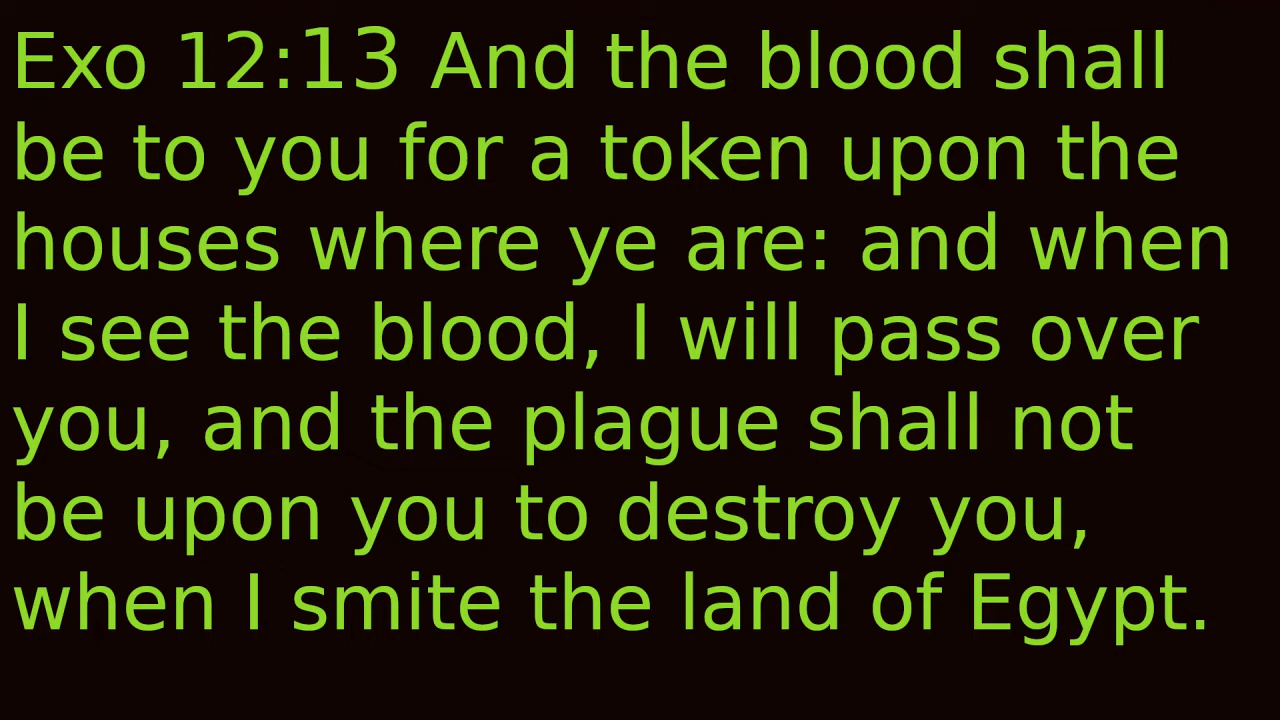 Exo 12:13 And the blood shall
be to you for a token upon the
houses where ye are: and when
I see the blood, I will pass over
you, and the plague shall not
be upon you to destroy you,
when I smite the land of Egypt.